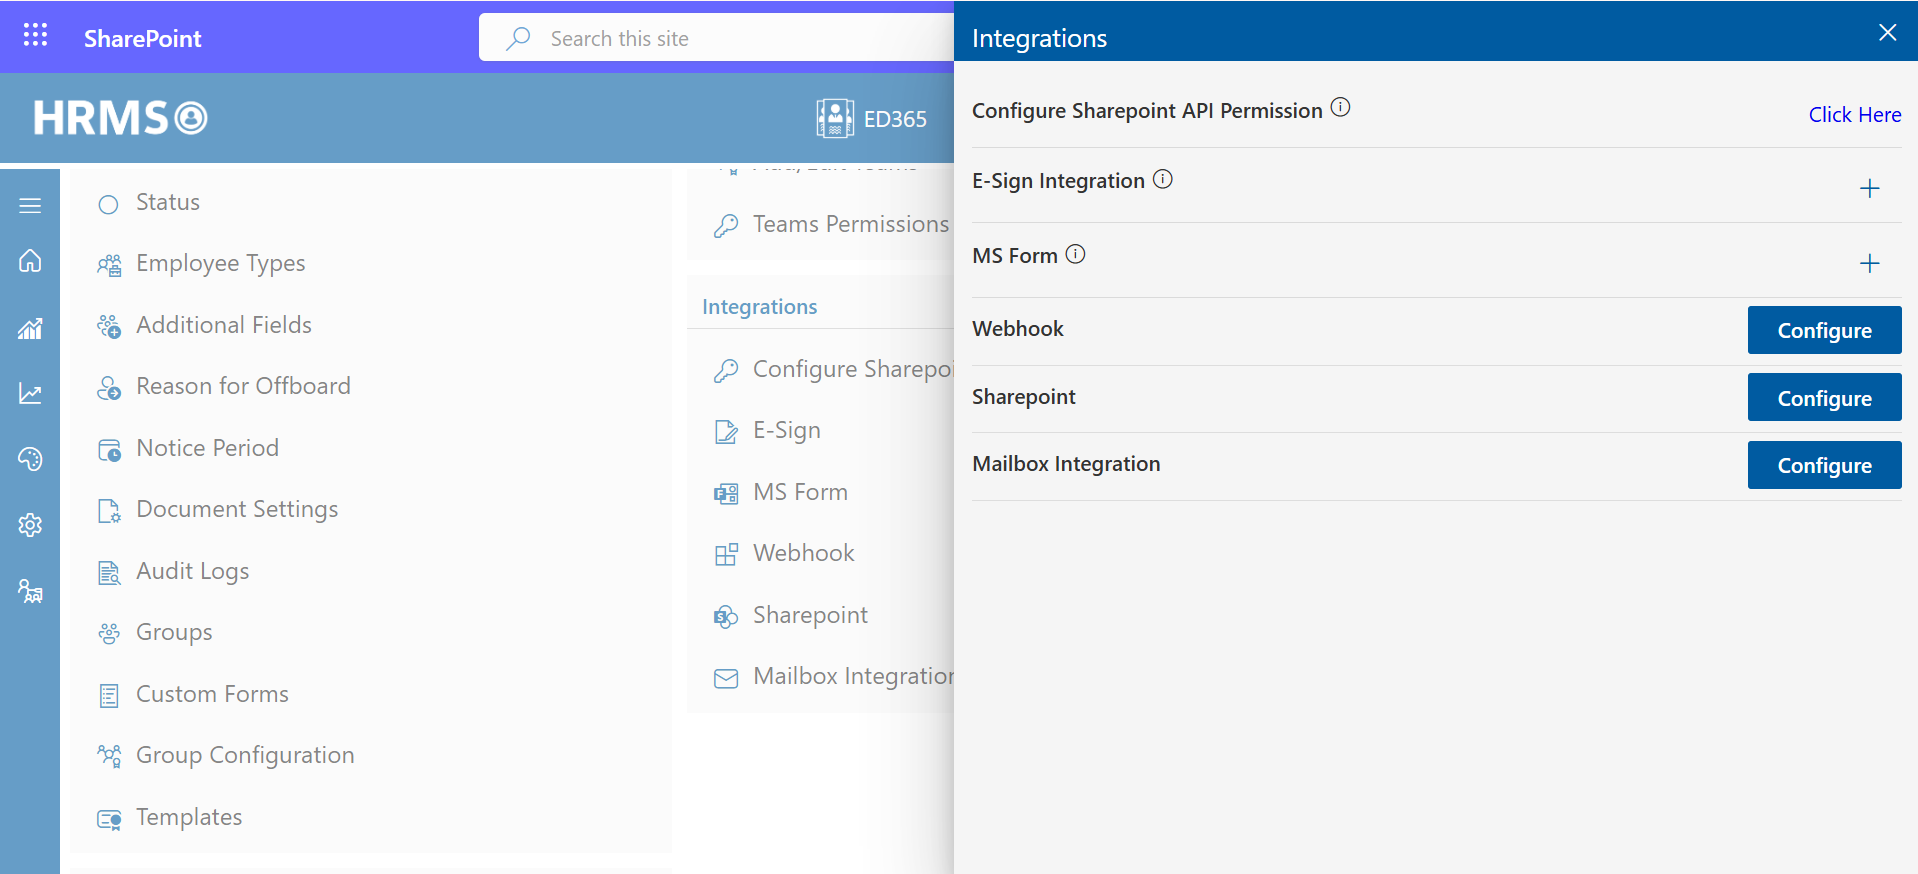 SharePoint
Search this site
Integrations
HRMS
ED365
Configure Sharepoint API Permission
Click Here
E-Sign Integration
MS Form
Webhook
Configure
Sharepoint
Configure
Mailbox Integration
Configure
Status
Employee Types
Additional Fields
Reason for Offboard
Notice Period
Document Settings
Audit Logs
Groups
Custom Forms
Group Configuration
Templates
Teams Permissions
Integrations
Configure Sharepoi
E-Sign
MS Form
Webhook
Sharepoint
Mailbox Integration